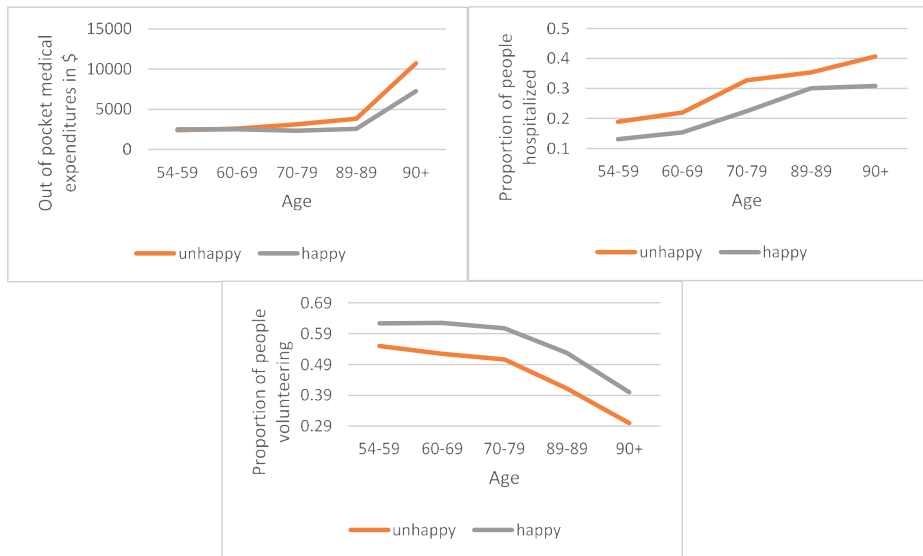 Out of pocket medical
expenditures in $
15000
10000
5000
0
54-59 60-69 70-79 89-89 90+
Age
unhappy happy
Proportion of people
hospitalized
0.5
0.4
0.3
0.2
0.1
54-59 60-69 70-79 89-89 90+
Age
unhappy happy
Proportion of people
volunteering
0.69
0.59
0.49
0.39
0.29
54-59 60-69 70-79 89-89 90+
Age
unhappy happy